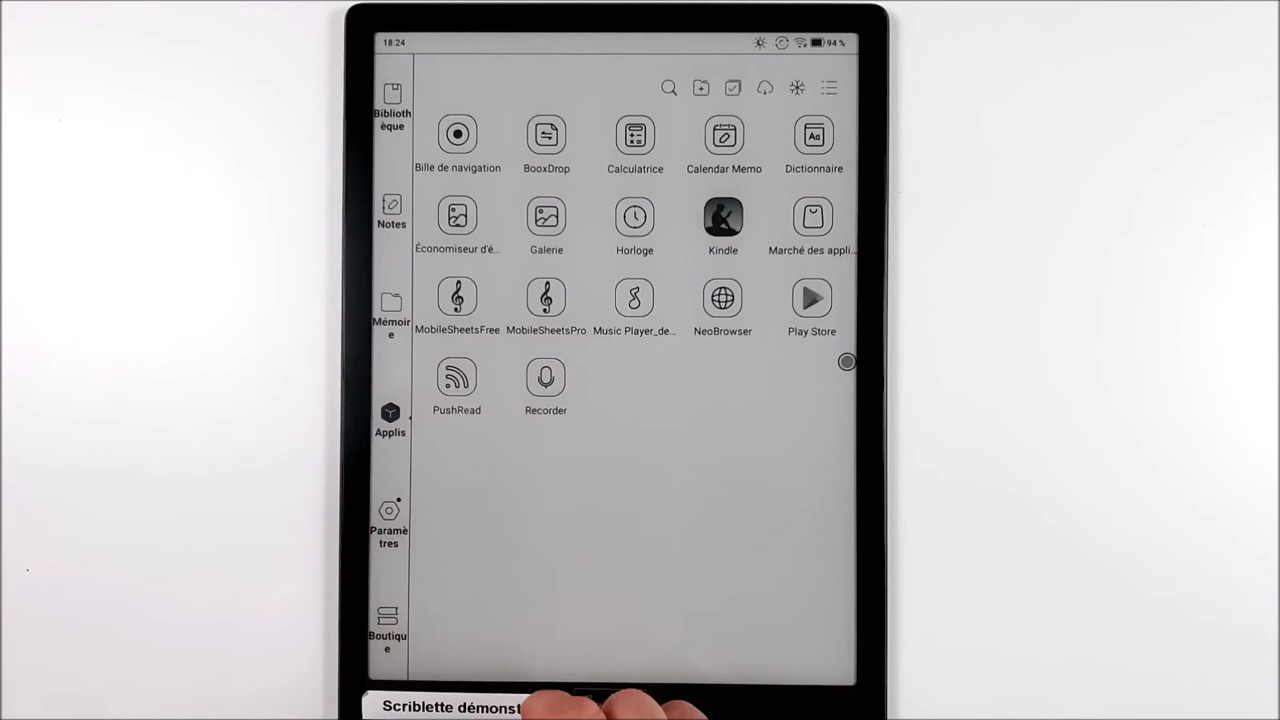 18:24
94 %
Biblioth
èque
Notes
Mémoir
e
Applis
Paramè
tres
Boutiqu
e
Bille de navigation
BooxDrop
Calculatrice
Calendar Memo
Aa
Dictionnaire
Économiseur d'é...
Galerie
Horloge
Kindle
Marché des appli...
MobileSheetsFree
MobileSheetsPro
Music Player_de...
NeoBrowser
Play Store
PushRead
Recorder
Scriblette démonst